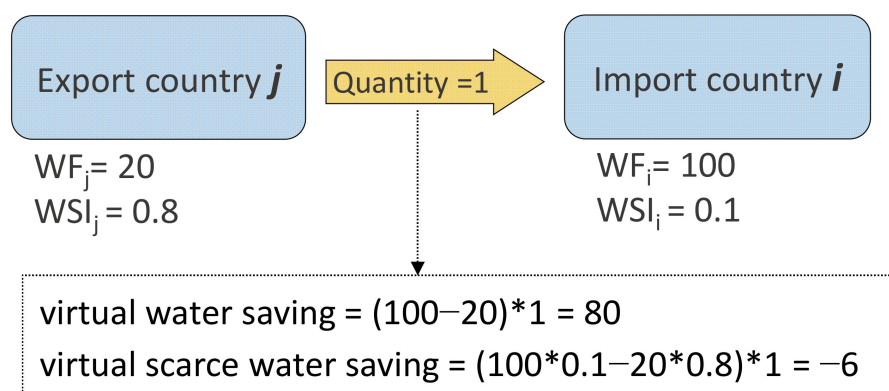 Export country j
Quantity =1
Import country i
WFj= 20
WSIj = 0.8
WFi= 100
WSIi = 0.1
virtual water saving = (100−20)*1 = 80
virtual scarce water saving = (100*0.1−20*0.8)*1 = −6